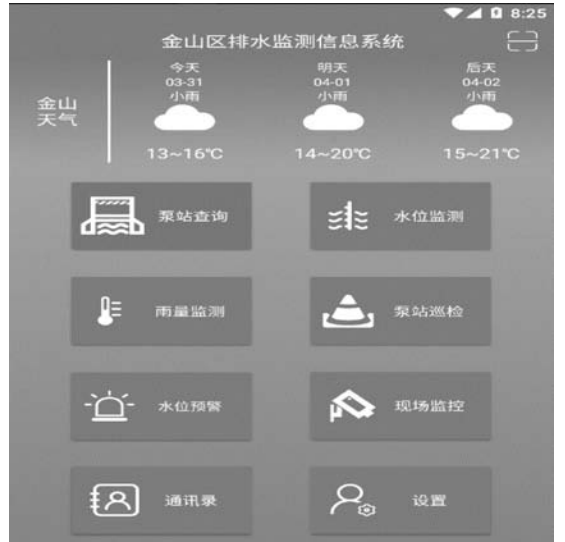 8:25
金山区排水监测信息系统
金山
天气
今天
03-31
小雨
13~16℃
明天
04-01
小雨
14~20℃
后天
04-02
小雨
15~21℃
泵站查询
水位监测
雨量监测
泵站巡检
水位预警
现场监控
通讯录
设置